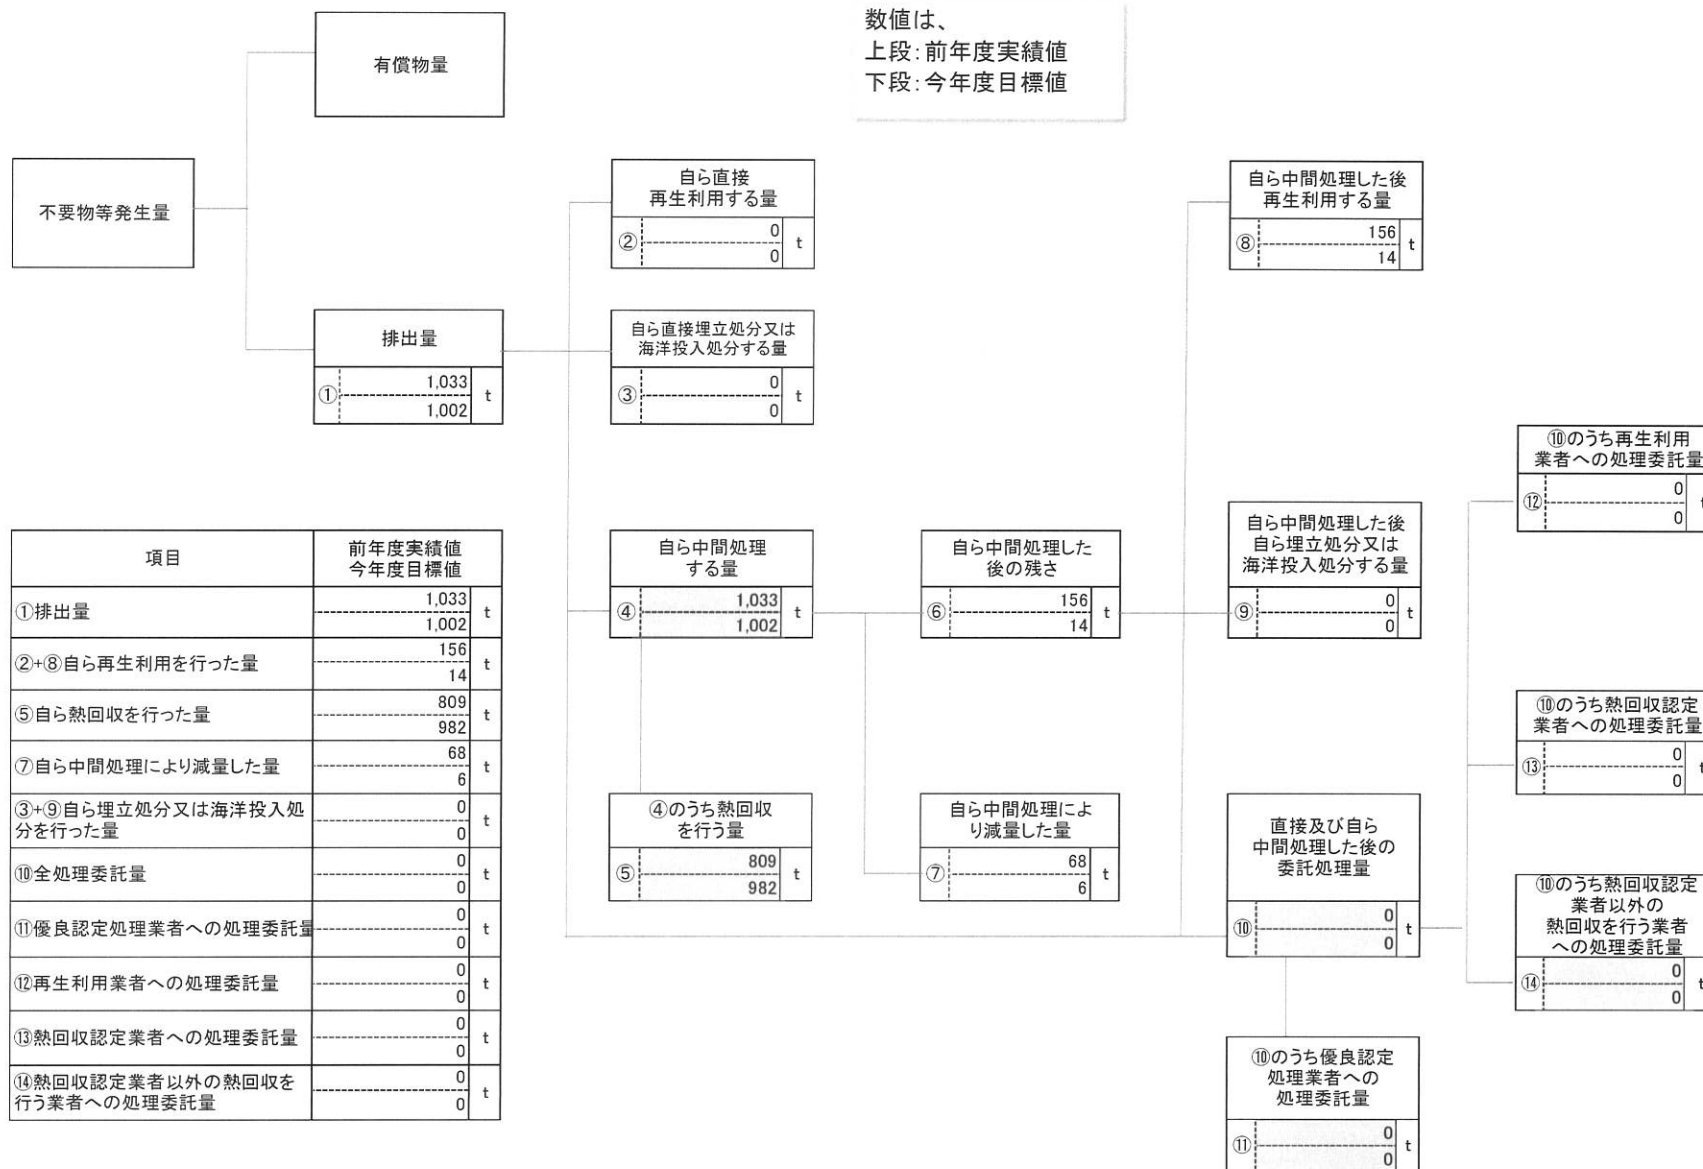 数値は、
上段:前年度実績値
下段:今年度目標値
有償物量
不要物等発生量
排出量
①
1,033
1,002
t
自ら直接
再生利用する量
②
0
0
t
自ら直接埋立処分又は
海洋投入処分する量
③
0
0
t
自ら中間処理
する量
④
1,033
1,002
t
④のうち熱回収
を行う量
⑤
809
982
t
自ら中間処理した
後の残さ
⑥
156
14
t
自ら中間処理によ
り減量した量
⑦
68
6
t
自ら中間処理した後
再生利用する量
⑧
156
14
t
自ら中間処理した後
自ら埋立処分又は
海洋投入処分する量
⑨
0
0
t
直接及び自ら
中間処理した後の
委託処理量
⑩
0
0
t
⑩のうち優良認定
処理業者への
処理委託量
⑪
0
0
t
⑩のうち再生利用
業者への処理委託量
⑫
0
0
t
⑩のうち熱回収認定
業者への処理委託量
⑬
0
0
t
⑩のうち熱回収認定
業者以外の
熱回収を行う業者
への処理委託量
⑭
0
0
t
項目
前年度実績値
今年度目標値
①排出量
1,033
1,002
t
②+⑧自ら再生利用を行った量
156
14
t
⑤自ら熱回収を行った量
809
982
t
⑦自ら中間処理により減量した量
68
6
t
③+⑨自ら埋立処分又は海洋投入処
分を行った量
0
0
t
⑩全処理委託量
0
0
t
⑪優良認定処理業者への処理委託量
0
0
t
⑫再生利用業者への処理委託量
0
0
t
⑬熱回収認定業者への処理委託量
0
0
t
⑭熱回収認定業者以外の熱回収を
行う業者への処理委託量
0
0
t